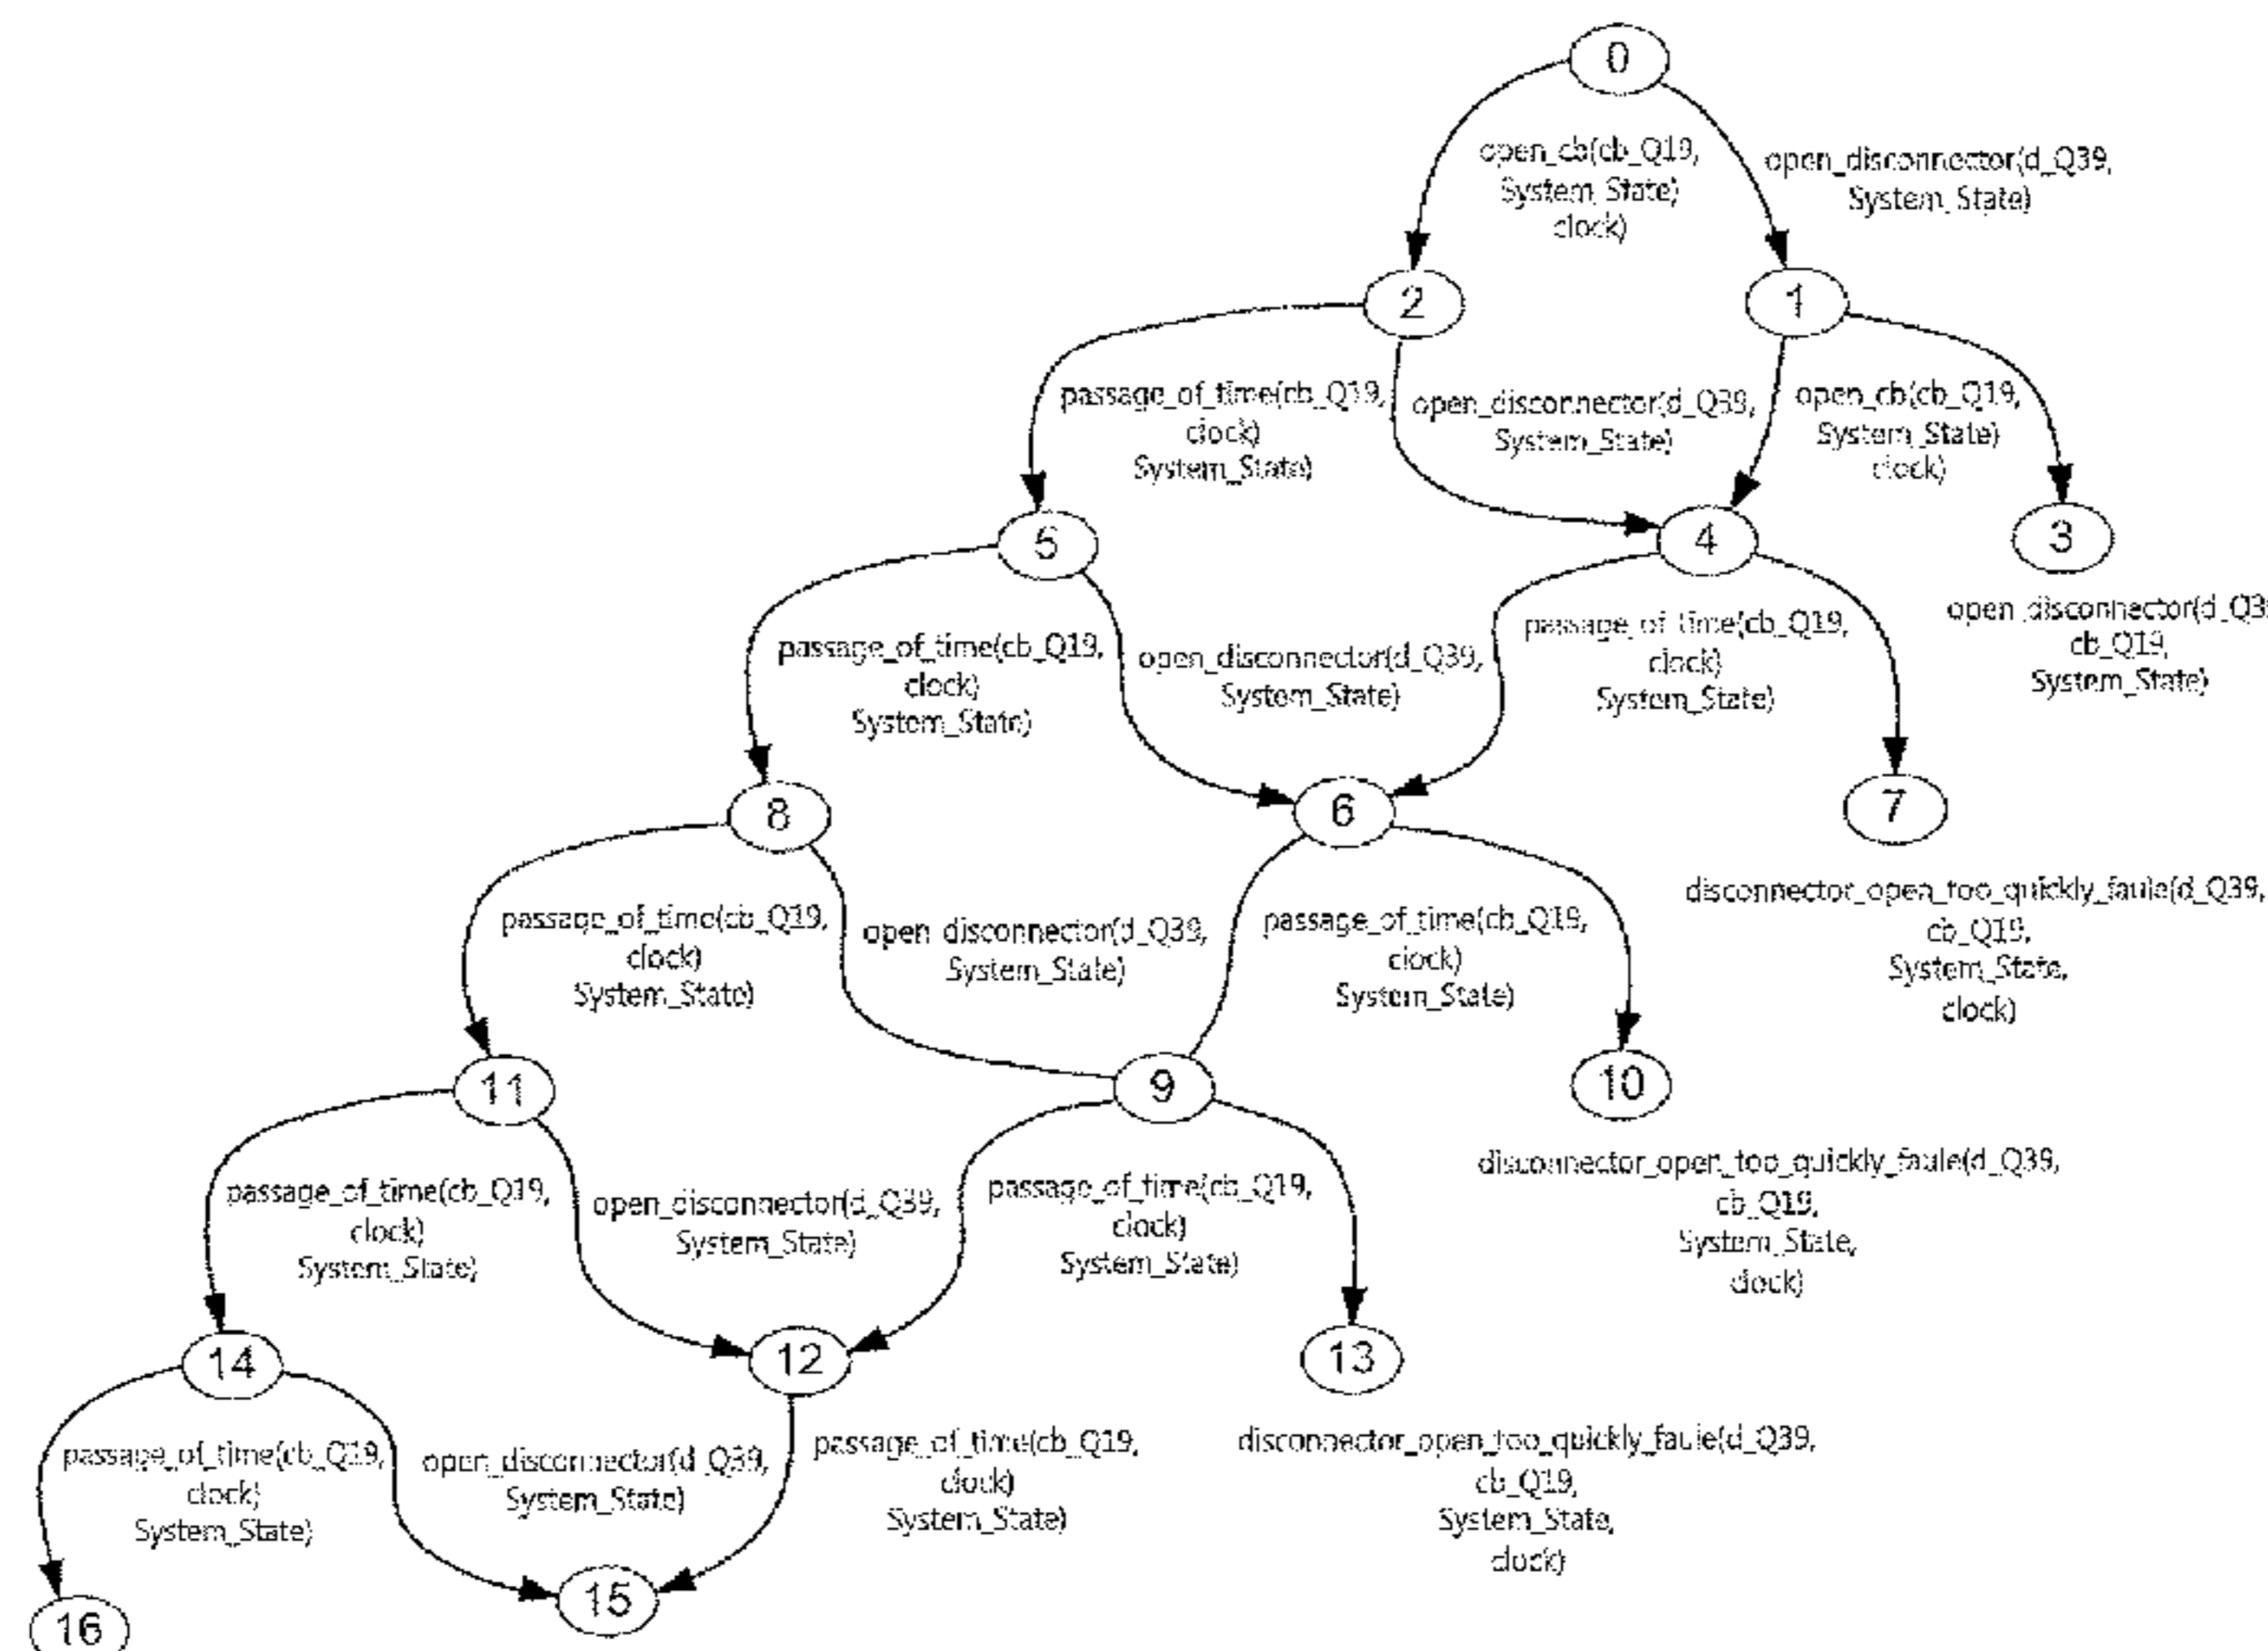 0
open_cb(cb_Q19,
System_State)
clock)
open_disconnector(d_Q39,
System_State)
2
1
passage_of_time(cb_Q19,
clock)
System_State)
open_disconnector(d_Q39,
System_State)
open_cb(cb_Q19,
System_State)
clock)
5
4
3
passage_of_time(cb_Q19,
clock)
System_State)
open_disconnector(d_Q39,
System_State)
passage_of_time(cb_Q19,
clock)
System_State)
open_disconnector(d_Q3
cb_Q19,
System_State)
8
6
7
passage_of_time(cb_Q19,
clock)
System_State)
open_disconnector(d_Q39,
System_State)
passage_of_time(cb_Q19,
clock)
System_State)
disconnector_open_too_quickly_faule(d_Q39,
cb_Q19,
System_State,
clock)
11
9
10
passage_of_time(cb_Q19,
clock)
System_State)
open_disconnector(d_Q39,
System_State)
passage_of_time(cb_Q19,
clock)
System_State)
disconnector_open_too_quickly_faule(d_Q39,
cb_Q19,
System_State,
clock)
14
12
13
passage_of_time(cb_Q19,
clock)
System_State)
open_disconnector(d_Q39,
System_State)
passage_of_time(cb_Q19,
clock)
System_State)
disconnector_open_too_quickly_faule(d_Q39,
cb_Q19,
System_State,
clock)
16
15